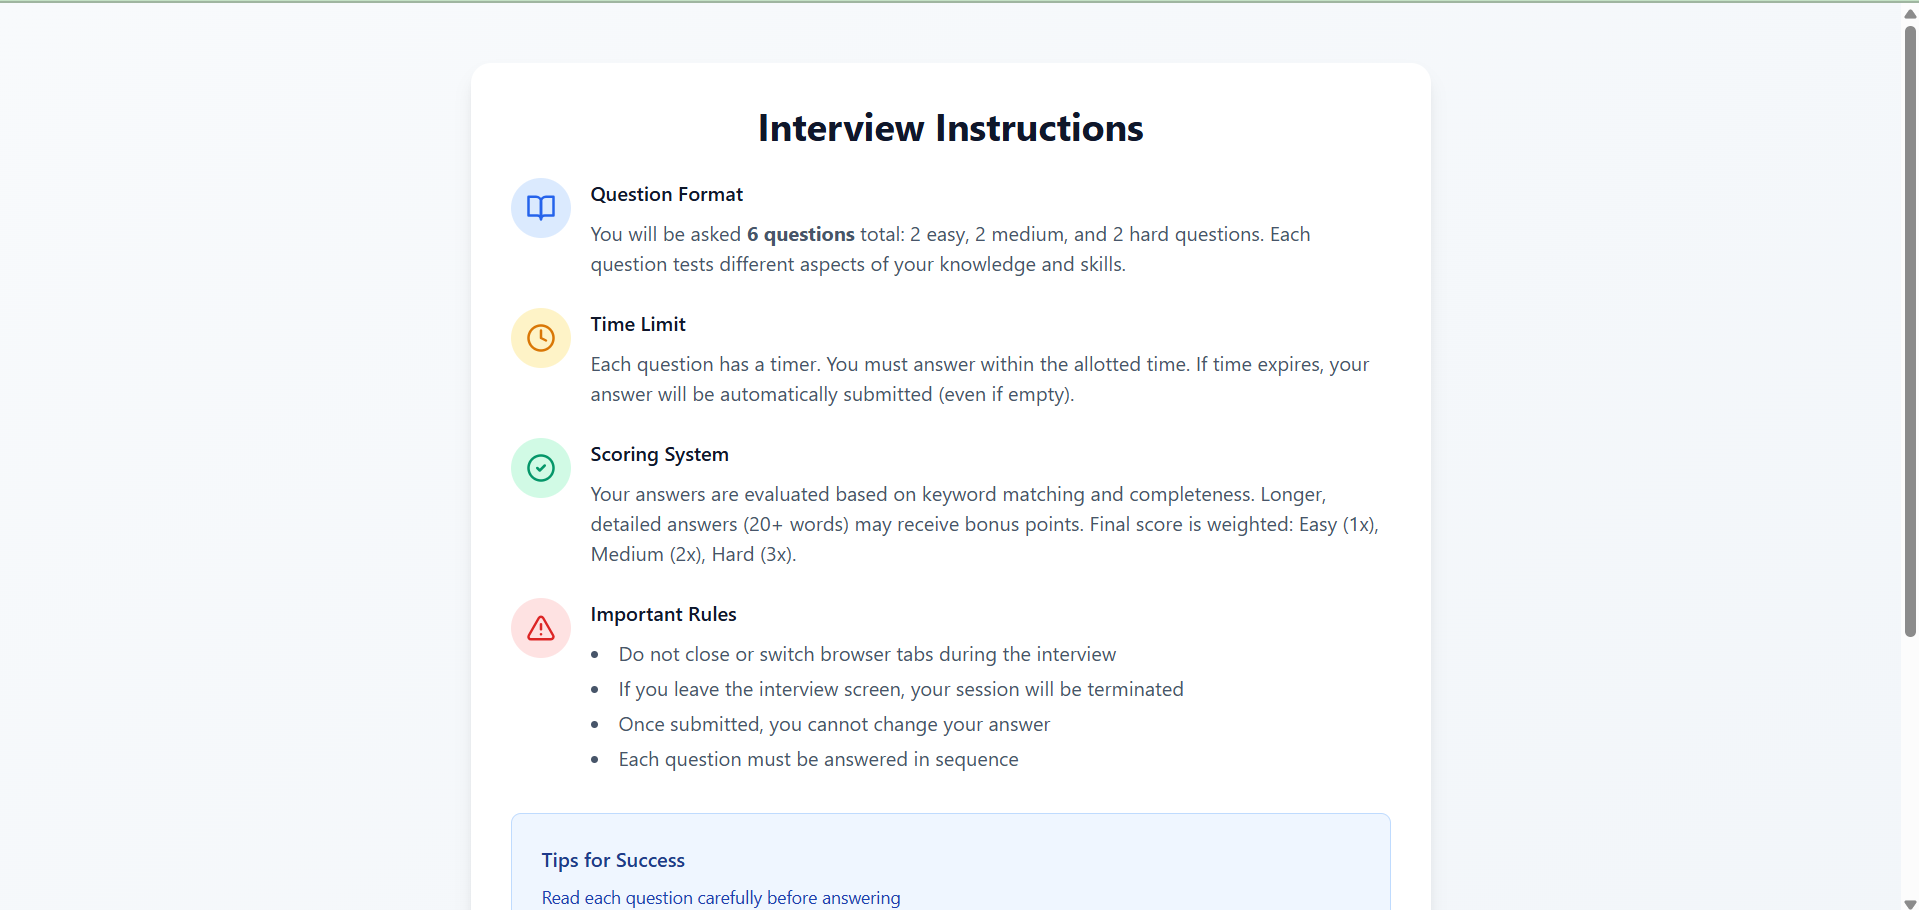 Interview Instructions
Question Format
You will be asked 6 questions total: 2 easy, 2 medium, and 2 hard questions. Each
question tests different aspects of your knowledge and skills.
Time Limit
Each question has a timer. You must answer within the allotted time. If time expires, your
answer will be automatically submitted (even if empty).
Scoring System
Your answers are evaluated based on keyword matching and completeness. Longer,
detailed answers (20+ words) may receive bonus points. Final score is weighted: Easy (1x),
Medium (2x), Hard (3x).
Important Rules
• Do not close or switch browser tabs during the interview
• If you leave the interview screen, your session will be terminated
• Once submitted, you cannot change your answer
• Each question must be answered in sequence
Tips for Success
Read each question carefully before answering